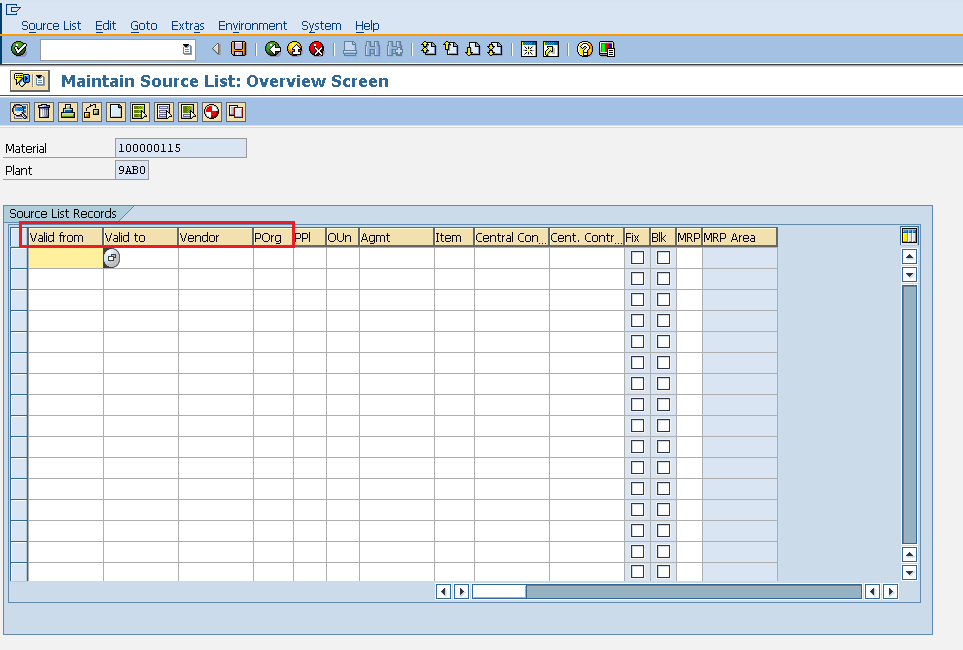 Source List Edit Goto Extras Environment System Help
Maintain Source List: Overview Screen
Material 100000115
Plant 9AB0
Source List Records
Valid from Valid to Vendor POrg PPl OUn Agmt Item Central Con... Cent. Contr... Fix Blk MRP MRP Area